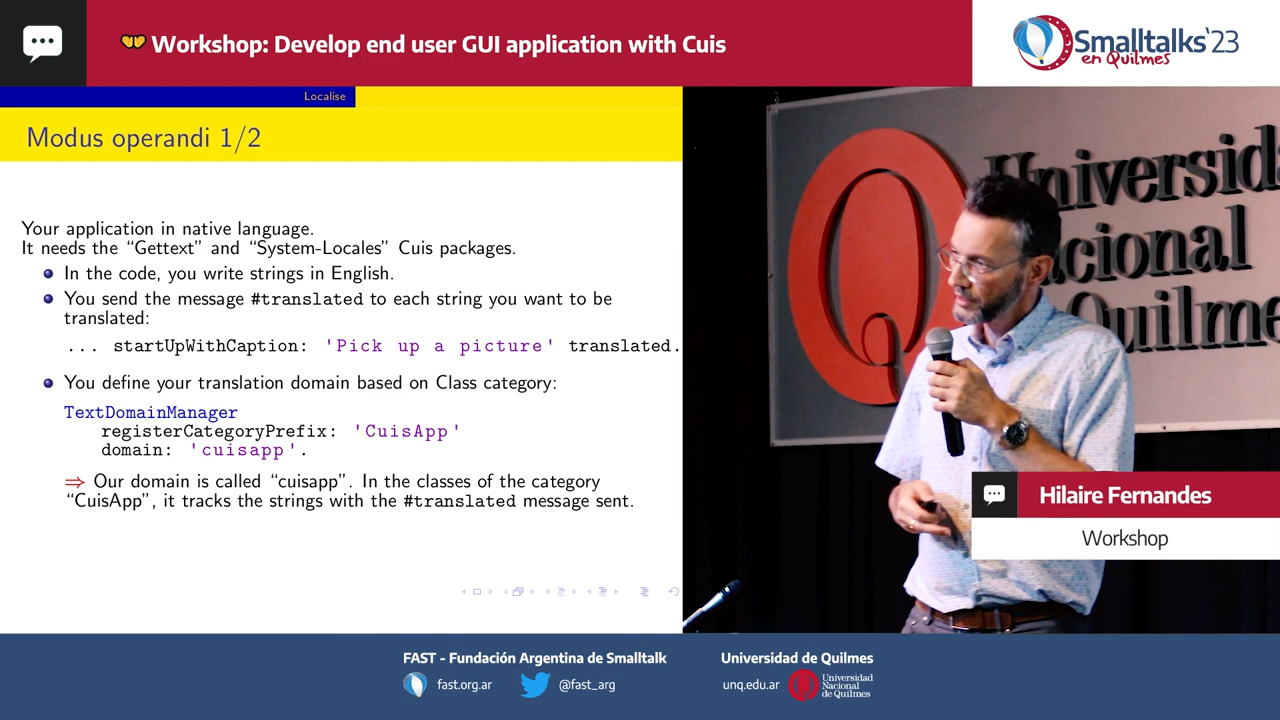 Workshop: Develop end user GUI application with Cuis
Smalltalks'23
en Quilmes
Localise
Modus operandi 1/2
Your application in native language.
It needs the “Gettext” and “System-Locales” Cuis packages.
In the code, you write strings in English.
You send the message #translated to each string you want to be
translated:
... startUpWithCaption: 'Pick up a picture' translated.
You define your translation domain based on Class category:
TextDomainManager
registerCategoryPrefix: 'CuisApp'
domain: 'cuisapp'.
⇒ Our domain is called “cuisapp”. In the classes of the category
“CuisApp”, it tracks the strings with the #translated message sent.
Universida
Nacional
Quilme
Hilaire Fernandes
Workshop
FAST - Fundación Argentina de Smalltalk
fast.org.ar
@fast_arg
Universidad de Quilmes
unq.edu.ar
Universidad
Nacional
de Quilmes